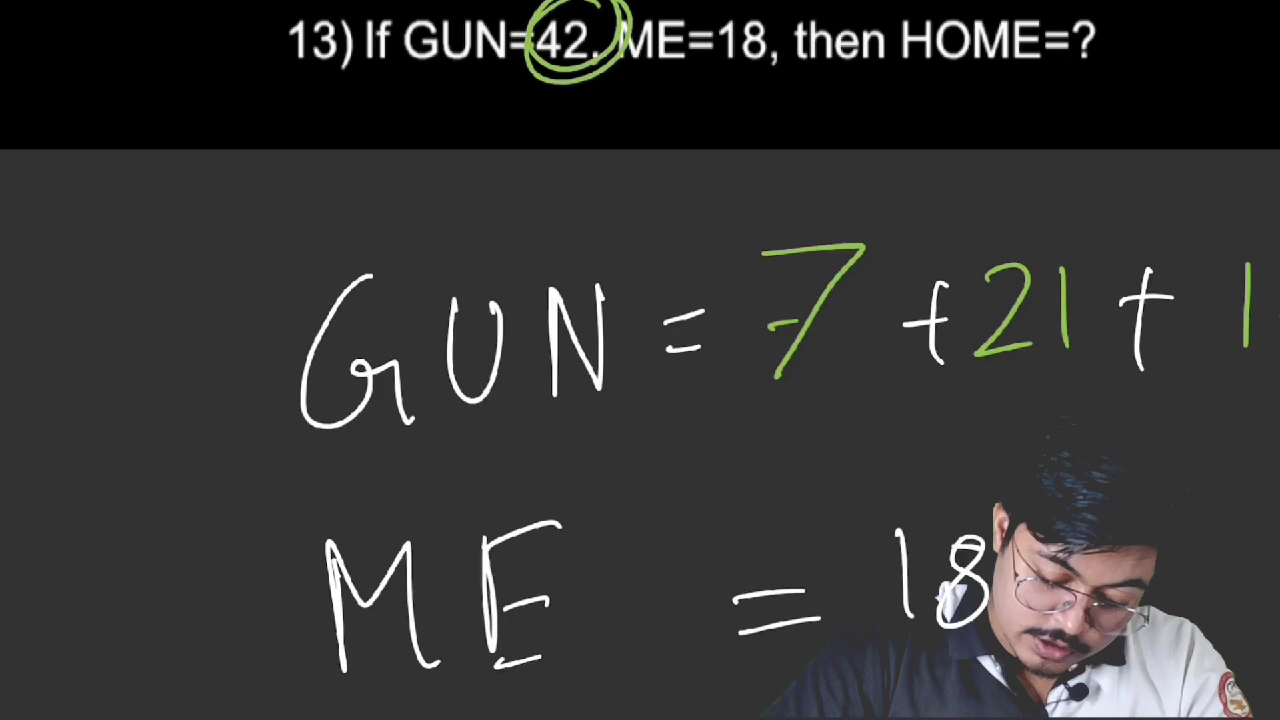 13) If GUN=42. ME=18, then HOME=?
GUN = 7 + 21 + 1
ME = 18